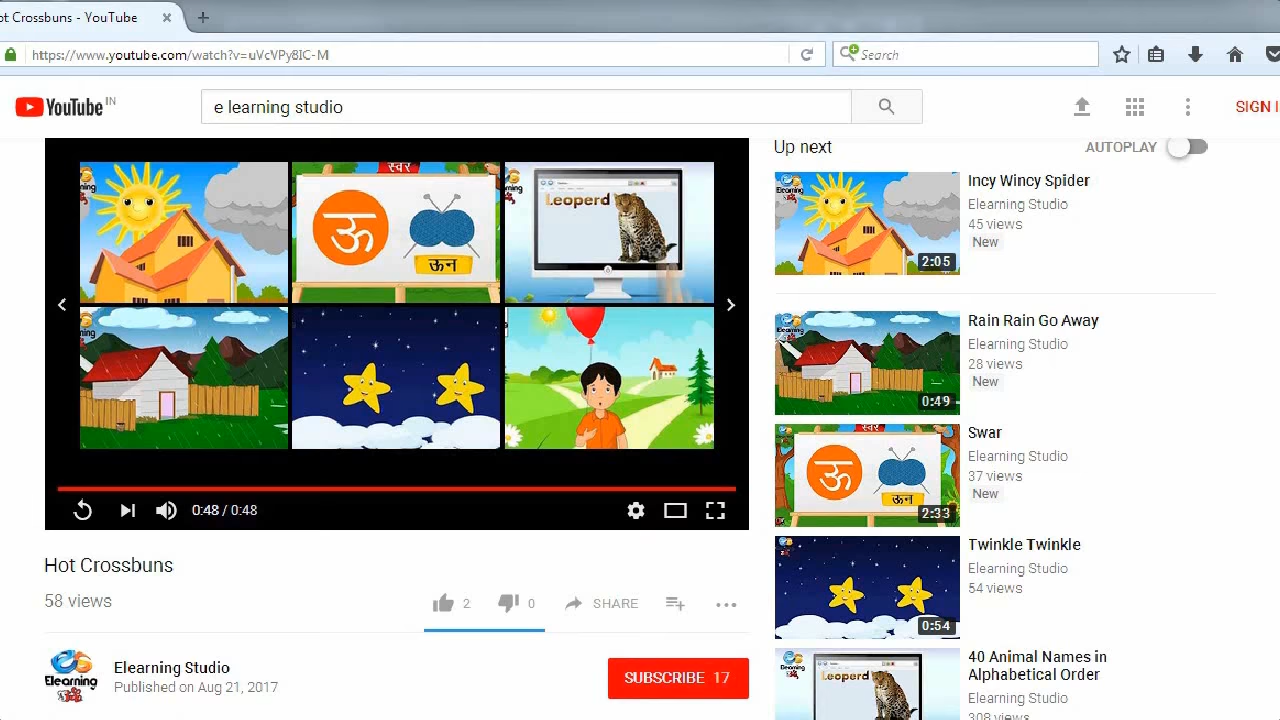 ot Crossbuns - YouTube
https://www.youtube.com/watch?v=uVcVPy8IC-M
Search
YouTube IN
e learning studio
SIGN I
स्वर
ऊ
ऊन
Leoperd
0:48 / 0:48
Hot Crossbuns
58 views
2
0
SHARE
Elearning Studio
Published on Aug 21, 2017
SUBSCRIBE 17
Up next
AUTOPLAY
Incy Wincy Spider
Elearning Studio
45 views
New
2:05
Rain Rain Go Away
Elearning Studio
28 views
New
0:49
Swar
Elearning Studio
37 views
New
स्वर
ऊ
ऊन
2:33
Twinkle Twinkle
Elearning Studio
54 views
0:54
40 Animal Names in
Alphabetical Order
Elearning Studio
308 views
Leoperd
Elearning